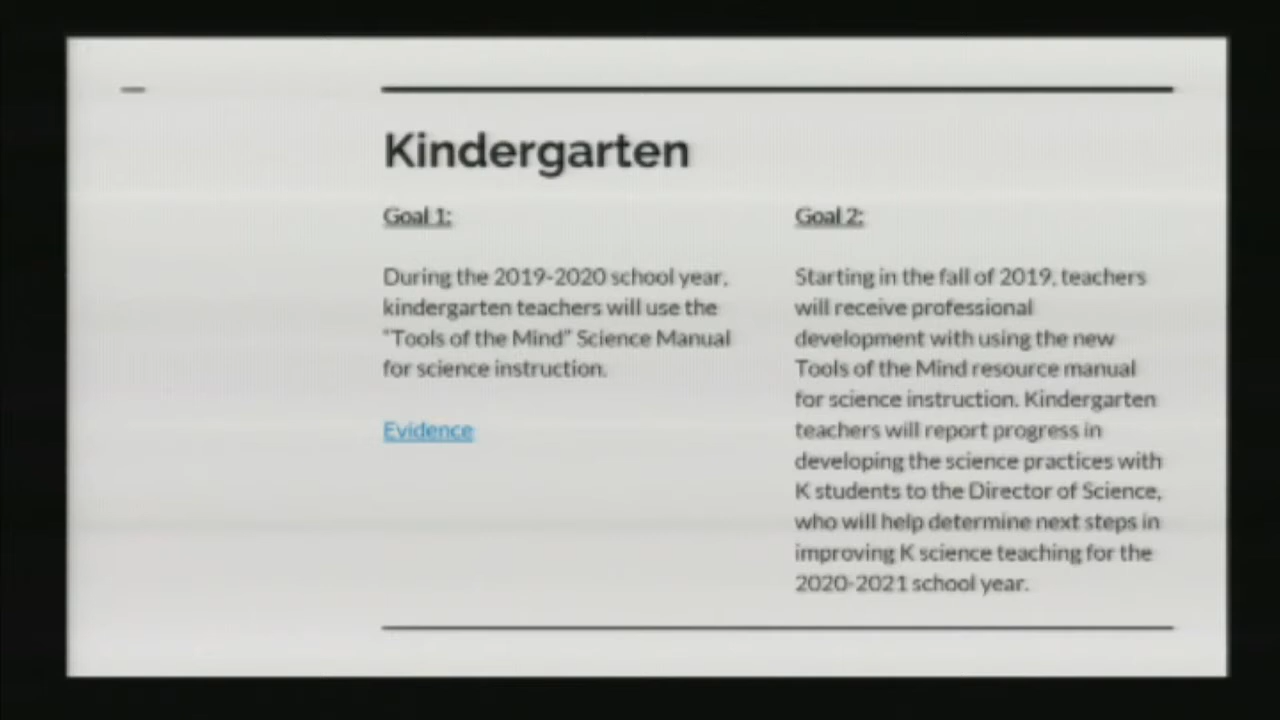 Kindergarten
Goal 1:
During the 2019-2020 school year,
kindergarten teachers will use the
"Tools of the Mind" Science Manual
for science instruction.
Evidence
Goal 2:
Starting in the fall of 2019, teachers
will receive professional
development with using the new
Tools of the Mind resource manual
for science instruction. Kindergarten
teachers will report progress in
developing the science practices with
K students to the Director of Science,
who will help determine next steps in
improving K science teaching for the
2020-2021 school year.